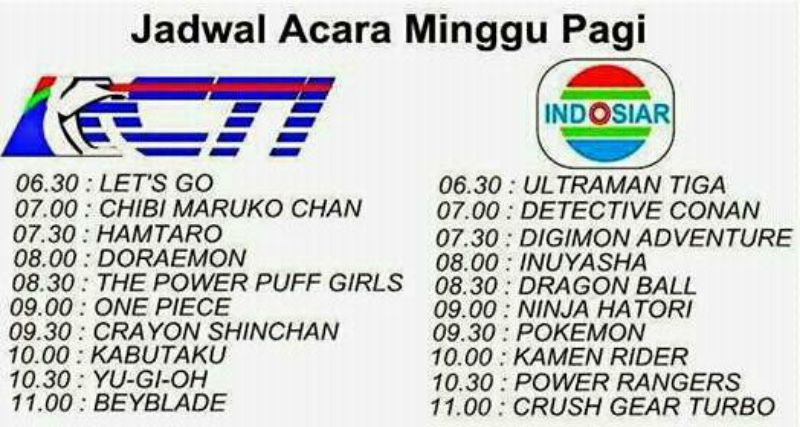 Jadwal Acara Minggu Pagi
RCTI
06.30 : LET'S GO
07.00 : CHIBI MARUKO CHAN
07.30 : HAMTARO
08.00 : DORAEMON
08.30 : THE POWER PUFF GIRLS
09.00 : ONE PIECE
09.30 : CRAYON SHINCHAN
10.00 : KABUTAKU
10.30 : YU-GI-OH
11.00 : BEYBLADE
INDOSIAR
06.30 : ULTRAMAN TIGA
07.00 : DETECTIVE CONAN
07.30 : DIGIMON ADVENTURE
08.00 : INUYASHA
08.30 : DRAGON BALL
09.00 : NINJA HATORI
09.30 : POKEMON
10.00 : KAMEN RIDER
10.30 : POWER RANGERS
11.00 : CRUSH GEAR TURBO